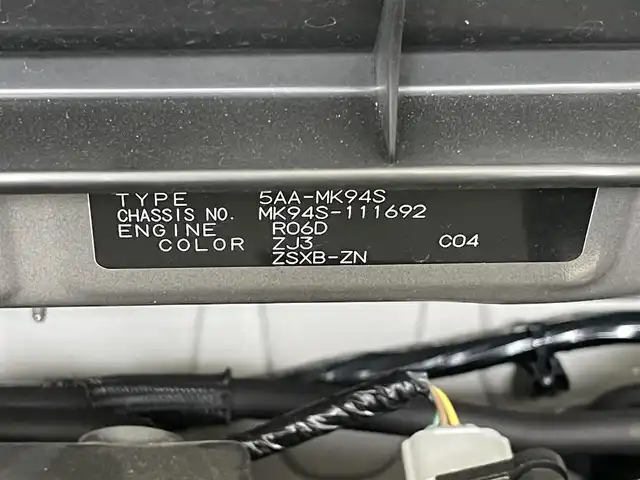 TYPE 5AA-MK94S
CHASSIS NO. MK94S-111692
ENGINE R06D
COLOR ZJ3 C04
ZSXB-ZN